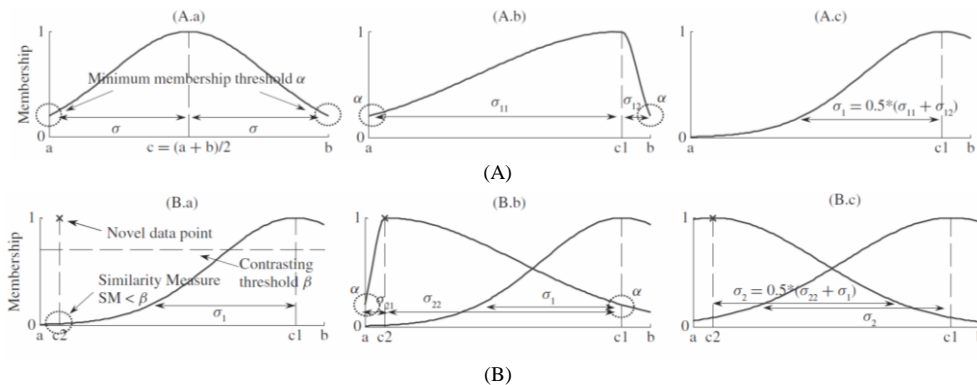 (A.a)
(A.b)
(A.c)
Membership
1
Minimum membership threshold α
σ
σ
0
a
c = (a + b)/2
b
1
α
σ11
σ12
α
0
a
c1
b
1
σ1 = 0.5*(σ11 + σ12)
0
a
c1
b
(A)
(B.a)
(B.b)
(B.c)
Membership
1
Novel data point
Similarity Measure
SM < β
Contrasting
threshold β
σ1
0
a
c2
c1
b
1
α
σ21
σ22
σ1
α
0
a
c2
c1
b
1
σ2 = 0.5*(σ22 + σ1)
σ2
0
a
c2
c1
b
(B)